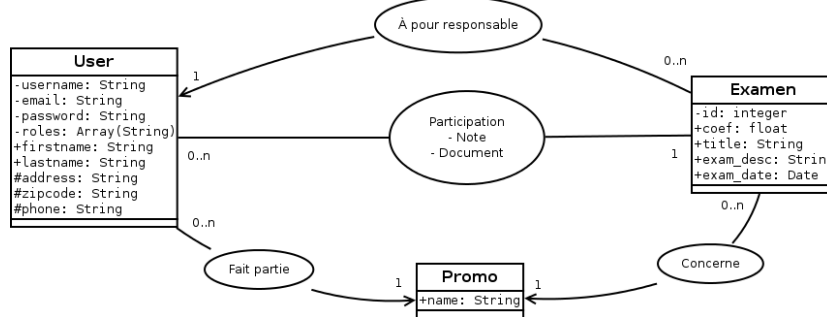 À pour responsable
User
1
0..n
-username: String
-email: String
-password: String
-roles: Array(String)
+firstname: String
+lastname: String
#address: String
#zipcode: String
#phone: String
Examen
-id: integer
+coef: float
+title: String
+exam_desc: Strin
+exam_date: Date
Participation
- Note
- Document
0..n
1
0..n
0..n
Fait partie
Concerne
1
1
Promo
+name: String